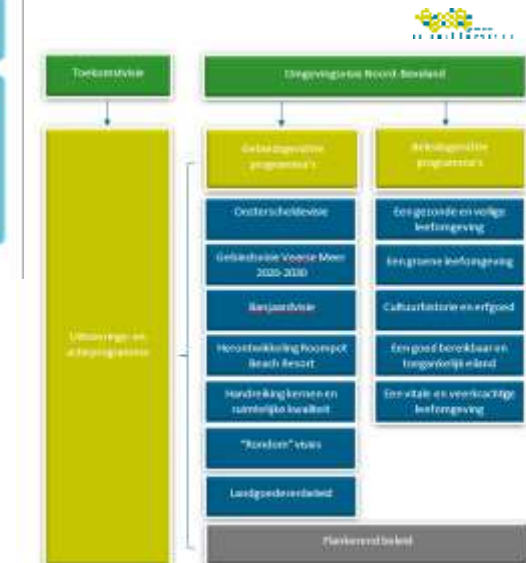 Toekomstvisie
Omgevingsvisie Noord-Beveland
Gebiedsgerichte
programma's
Beleidsgerichte
programma's
Uitvoerings- en
actieprogramma
Oosterscheldevisie
Gebiedsvisie Veerse Meer
2020-2030
Banjaardvisie
Herontwikkeling Roompot
Beach Resort
Handreiking kernen en
ruimtelijke kwaliteit
"Rondom" visies
Landgoederenbeleid
Een gezonde en veilige
leefomgeving
Een groene leefomgeving
Cultuurhistorie en erfgoed
Een goed bereikbaar en
toegankelijk eiland
Een vitale en veerkrachtige
leefomgeving
Flankerend beleid